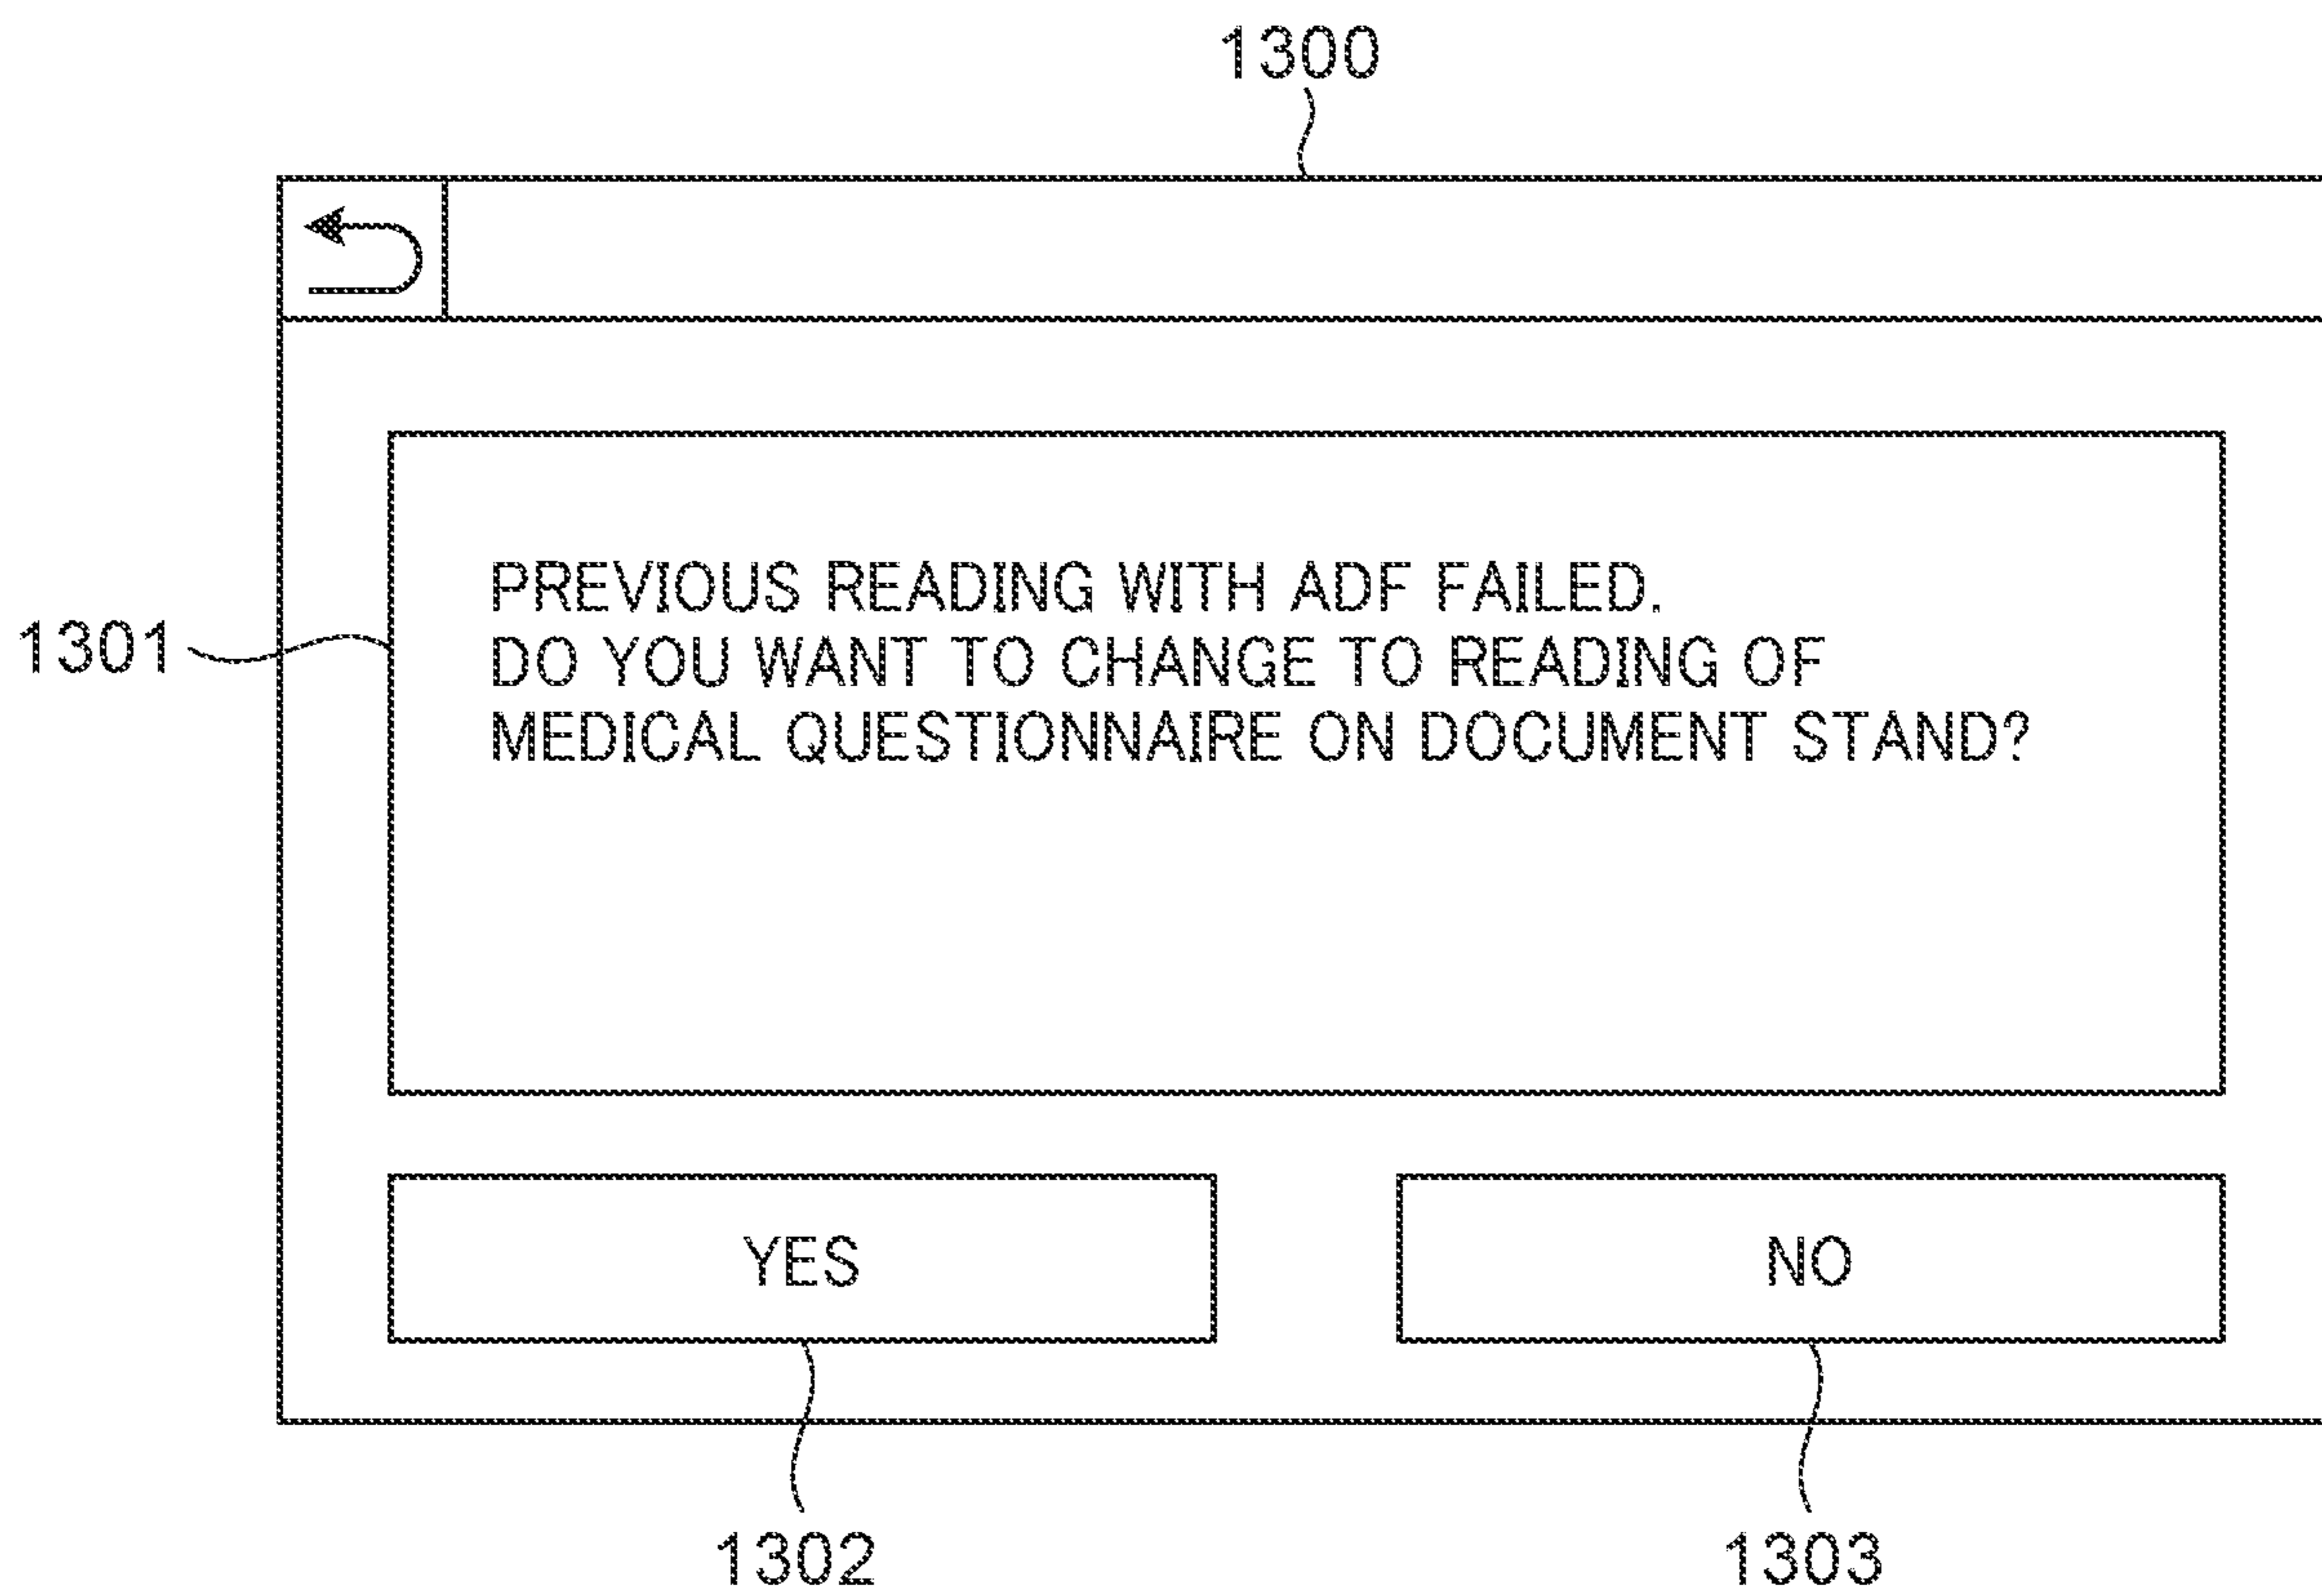 1300
1301
PREVIOUS READING WITH ADF FAILED.
DO YOU WANT TO CHANGE TO READING OF
MEDICAL QUESTIONNAIRE ON DOCUMENT STAND?
YES
NO
1302
1303